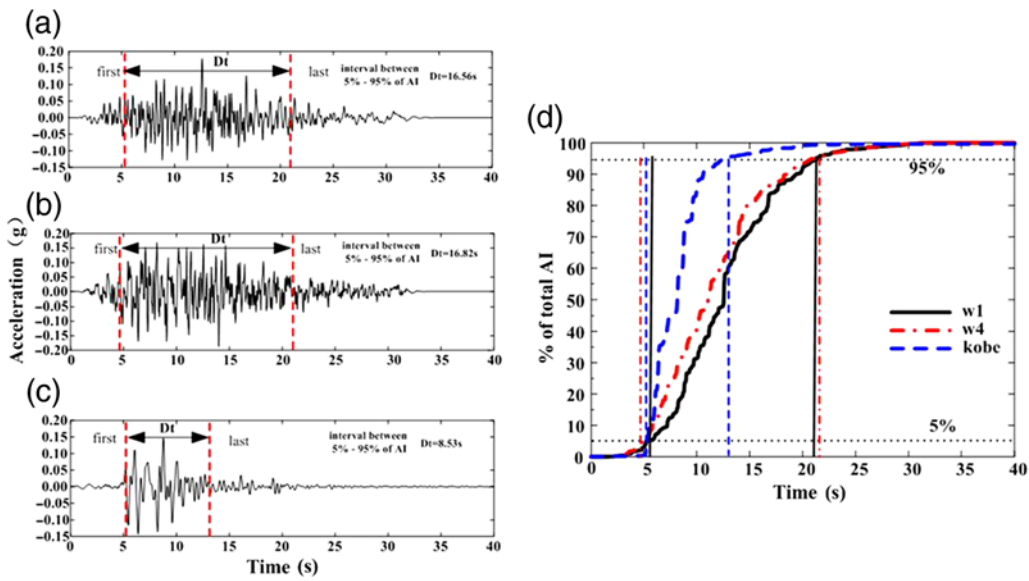 (a)
0.20
0.15
0.10
0.05
0.00
−0.05
−0.10
−0.15
first
Dt
last
interval between
5% - 95% of AI
Dt=16.56s
0 5 10 15 20 25 30 35 40
(b)
0.20
0.15
0.10
0.05
0.00
−0.05
−0.10
−0.15
−0.20
first
Dt
last
interval between
5% - 95% of AI
Dt=16.82s
0 5 10 15 20 25 30 35 40
Acceleration (g)
(c)
0.20
0.15
0.10
0.05
0.00
−0.05
−0.10
−0.15
first
Dt
last
interval between
5% - 95% of AI
Dt=8.53s
0 5 10 15 20 25 30 35 40
Time (s)
(d)
100
90
80
70
60
50
40
30
20
10
0
% of total AI
95%
w1
w4
kobe
5%
0 5 10 15 20 25 30 35 40
Time (s)